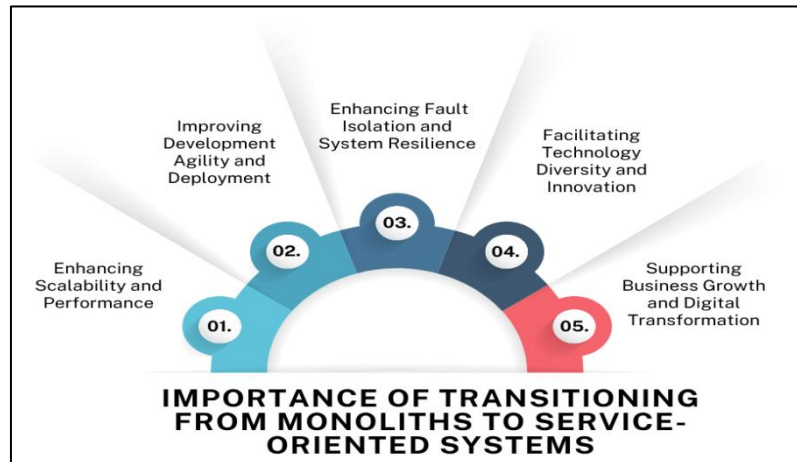 Enhancing
Scalability and
Performance
01.
Improving
Development
Agility and
Deployment
02.
Enhancing Fault
Isolation and
System Resilience
03.
Facilitating
Technology
Diversity and
Innovation
04.
Supporting
Business Growth
and Digital
Transformation
05.
IMPORTANCE OF TRANSITIONING
FROM MONOLITHS TO SERVICE-
ORIENTED SYSTEMS